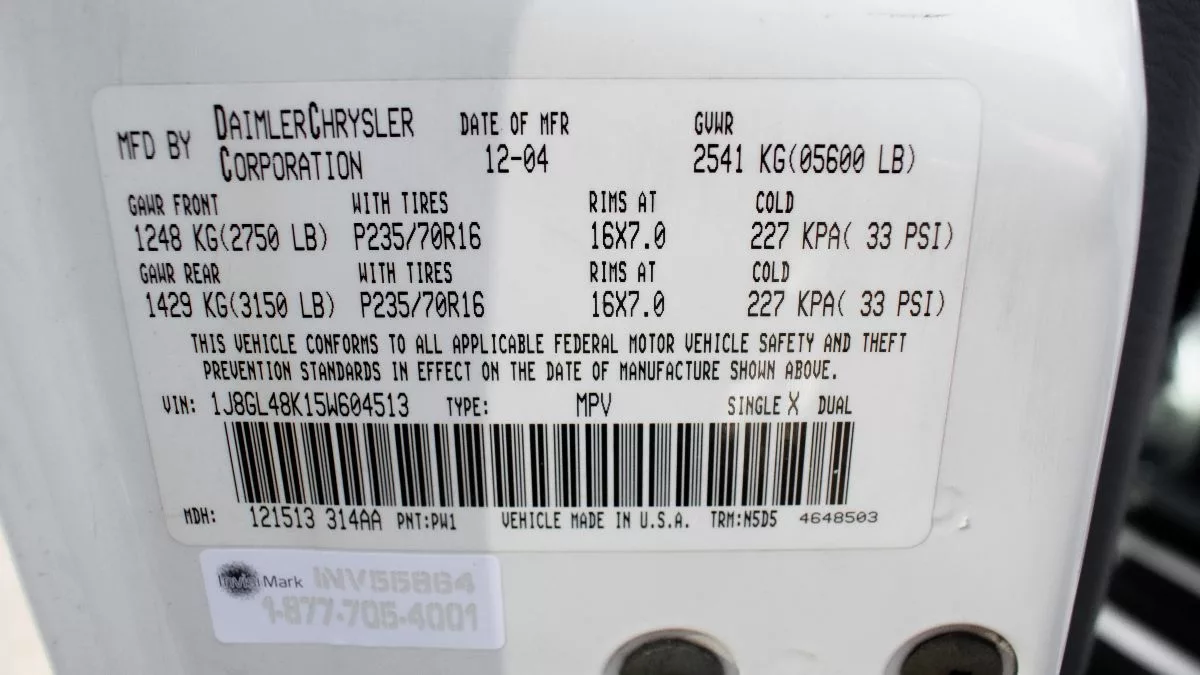 MFD BY DAIMLERCHRYSLER CORPORATION DATE OF MFR 12-04 GVWR 2541 KG(05600 LB)
GAWR FRONT WITH TIRES RIMS AT COLD
1248 KG(2750 LB) P235/70R16 16X7.0 227 KPA( 33 PSI)
GAWR REAR WITH TIRES RIMS AT COLD
1429 KG(3150 LB) P235/70R16 16X7.0 227 KPA( 33 PSI)
THIS VEHICLE CONFORMS TO ALL APPLICABLE FEDERAL MOTOR VEHICLE SAFETY AND THEFT
PREVENTION STANDARDS IN EFFECT ON THE DATE OF MANUFACTURE SHOWN ABOVE.
VIN: 1J8GL48K15W604513 TYPE: MPV SINGLE X DUAL
MDH: 121513 314AA PNT:PW1 VEHICLE MADE IN U.S.A. TRM:N5D5 4648503
Invis Mark INV55864
1-877-705-4001